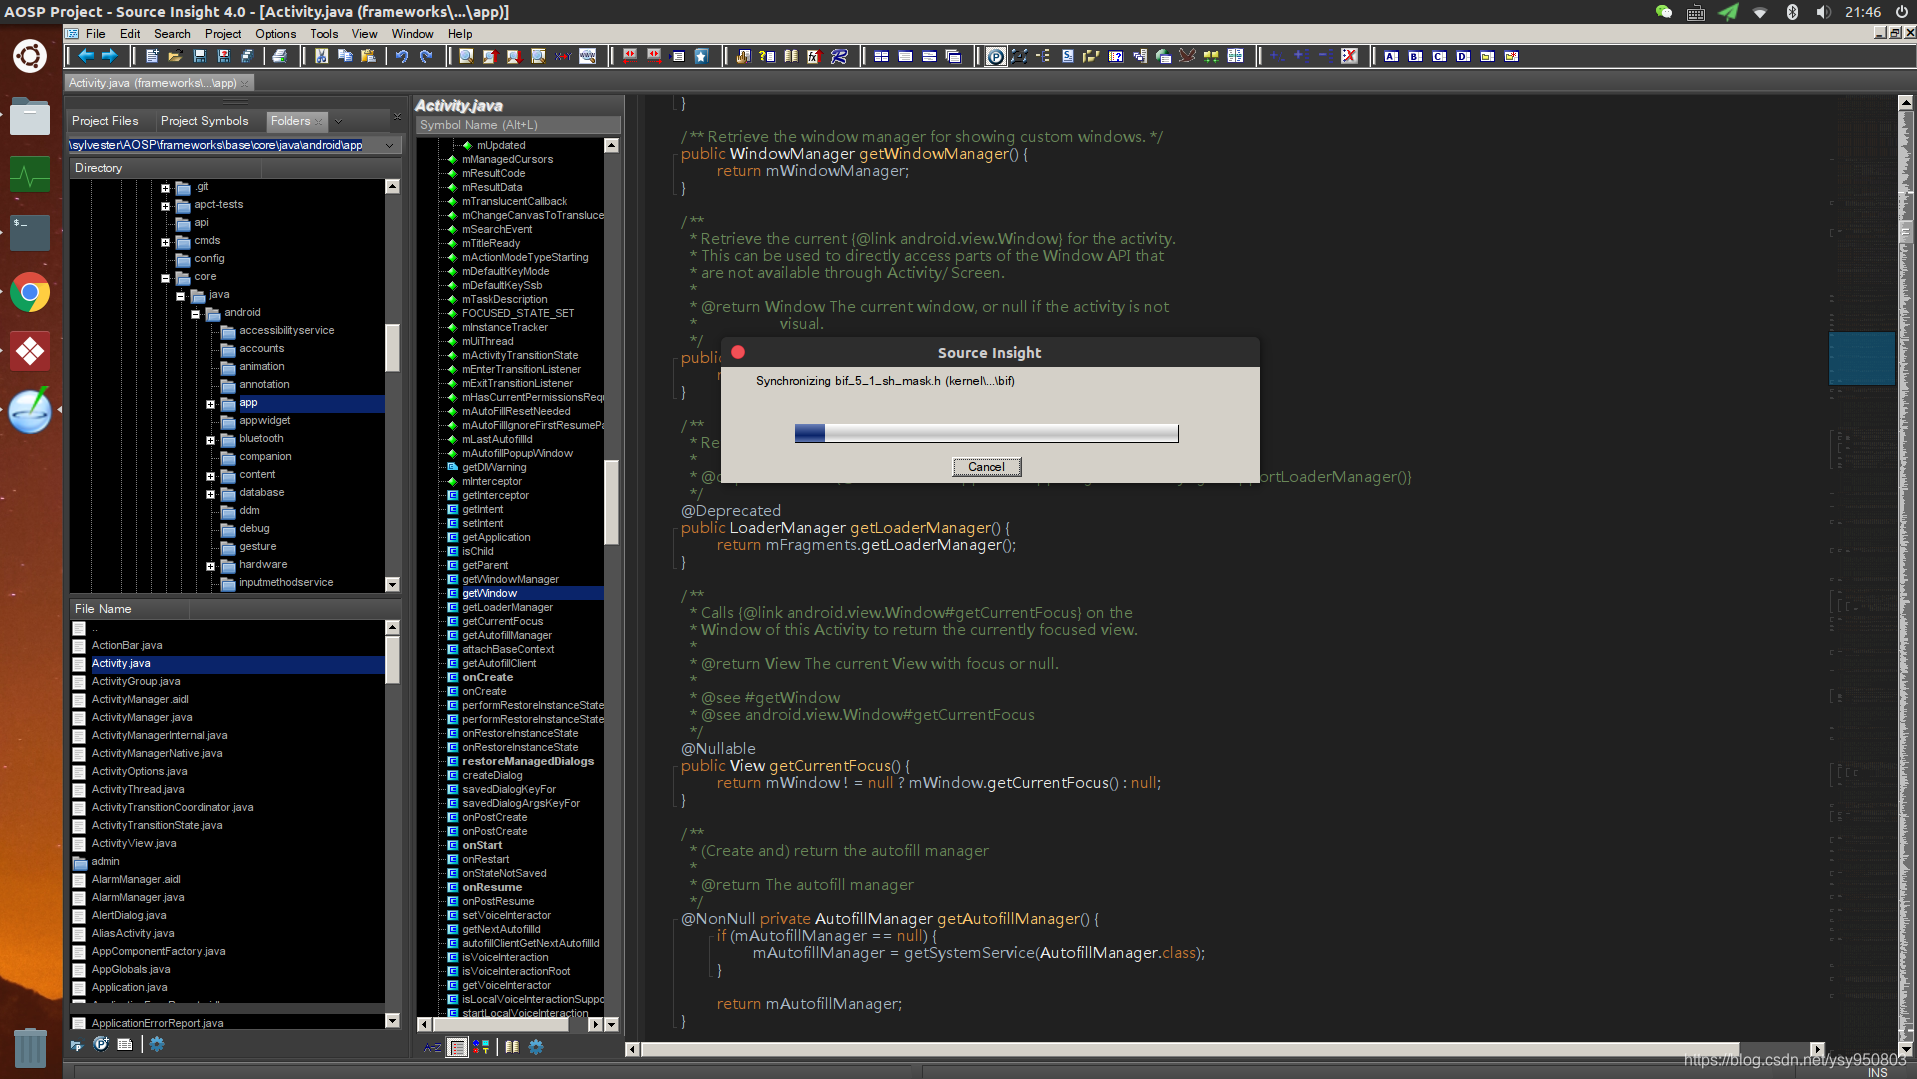 AOSP Project - Source Insight 4.0 - [Activity.java (frameworks\...\app)]
21:46
File Edit Search Project Options Tools View Window Help
Activity.java (frameworks\...\app)
Project Files Project Symbols Folders
\sylvester\AOSP\frameworks\base\core\java\android\app
Directory
.git
apct-tests
api
cmds
config
core
java
android
accessibilityservice
accounts
animation
annotation
app
appwidget
bluetooth
companion
content
database
ddm
debug
gesture
hardware
inputmethodservice
File Name
..
ActionBar.java
Activity.java
ActivityGroup.java
ActivityManager.aidl
ActivityManager.java
ActivityManagerInternal.java
ActivityManagerNative.java
ActivityOptions.java
ActivityThread.java
ActivityTransitionCoordinator.java
ActivityTransitionState.java
ActivityView.java
admin
AlarmManager.aidl
AlarmManager.java
AlertDialog.java
AliasActivity.java
AppComponentFactory.java
AppGlobals.java
Application.java
ApplicationErrorReport.java
Activity.java
Symbol Name (Alt+L)
mUpdated
mManagedCursors
mResultCode
mResultData
mTranslucentCallback
mChangeCanvasToTransluce
mSearchEvent
mTitleReady
mActionModeTypeStarting
mDefaultKeyMode
mDefaultKeySsb
mTaskDescription
FOCUSED_STATE_SET
mInstanceTracker
mUiThread
mActivityTransitionState
mEnterTransitionListener
mExitTransitionListener
mHasCurrentPermissionsRequ
mAutoFillResetNeeded
mAutoFillIgnoreFirstResumePa
mLastAutofillId
mAutofillPopupWindow
getDlWarning
mInterceptor
getInterceptor
getIntent
setIntent
getApplication
isChild
getParent
getWindowManager
getWindow
getLoaderManager
getCurrentFocus
getAutofillManager
attachBaseContext
getAutofillClient
onCreate
onCreate
performRestoreInstanceState
performRestoreInstanceState
onRestoreInstanceState
onRestoreInstanceState
restoreManagedDialogs
createDialog
savedDialogKeyFor
savedDialogArgsKeyFor
onPostCreate
onPostCreate
onStart
onRestart
onStateNotSaved
onResume
onPostResume
setVoiceInteractor
getNextAutofillId
autofillClientGetNextAutofillId
isVoiceInteraction
isVoiceInteractionRoot
getVoiceInteractor
isLocalVoiceInteractionSuppo
startLocalVoiceInteraction
A-Z
}
/** Retrieve the window manager for showing custom windows. */
public WindowManager getWindowManager() {
return mWindowManager;
}
/**
* Retrieve the current {@link android.view.Window} for the activity.
* This can be used to directly access parts of the Window API that
* are not available through Activity/Screen.
*
* @return Window The current window, or null if the activity is not
* visual.
*/
}
/**
*
*/
@Deprecated
public LoaderManager getLoaderManager() {
return mFragments.getLoaderManager();
}
/**
* Calls {@link android.view.Window#getCurrentFocus} on the
* Window of this Activity to return the currently focused view.
*
* @return View The current View with focus or null.
*
* @see #getWindow
* @see android.view.Window#getCurrentFocus
*/
@Nullable
public View getCurrentFocus() {
return mWindow != null ? mWindow.getCurrentFocus() : null;
}
/**
* (Create and) return the autofill manager
*
* @return The autofill manager
*/
@NonNull private AutofillManager getAutofillManager() {
if (mAutofillManager == null) {
mAutofillManager = getSystemService(AutofillManager.class);
}
return mAutofillManager;
}
Source Insight
Synchronizing bif_5_1_sh_mask.h (kernel\...\bif)
Cancel
https://blog.csdn.net/ysy950803
INS